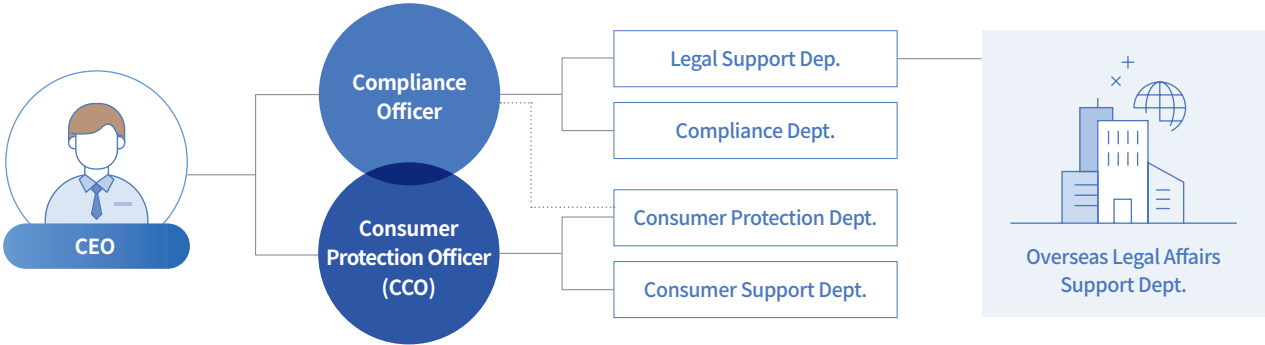 CEO
Compliance
Officer
Consumer
Protection Officer
(CCO)
Legal Support Dep.
Compliance Dept.
Consumer Protection Dept.
Consumer Support Dept.
Overseas Legal Affairs
Support Dept.